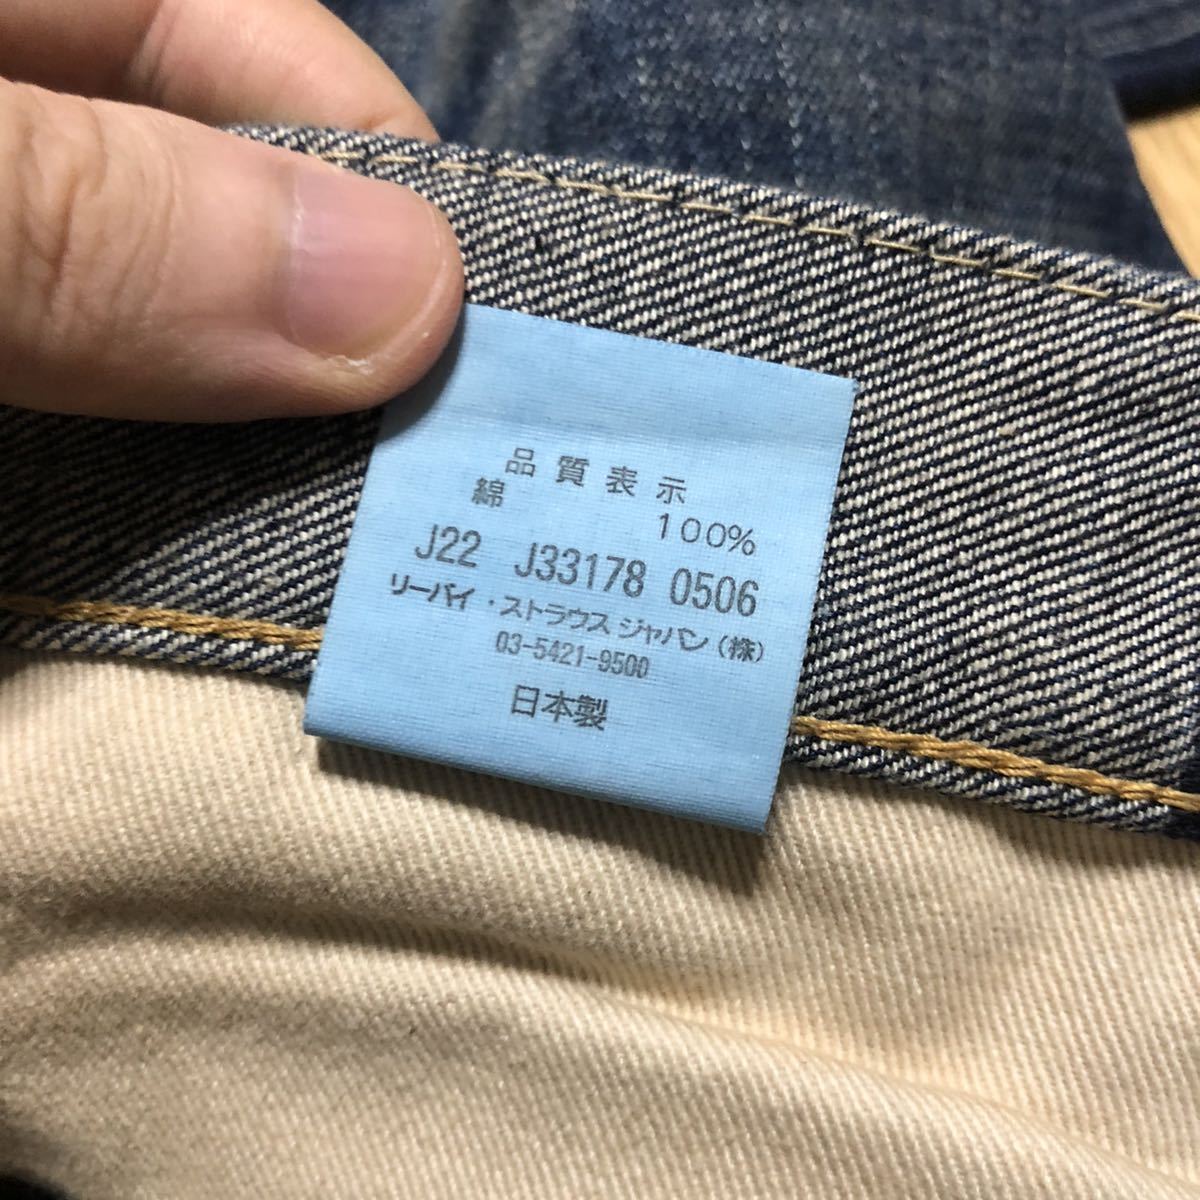 品質表示
綿 100%
J22 J33178 0506
リーバイ・ストラウス ジャパン(株)
03-5421-9500
日本製